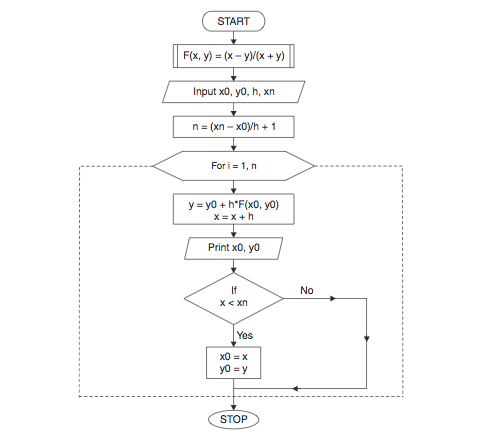 START
F(x, y) = (x – y)/(x + y)
Input x0, y0, h, xn
n = (xn – x0)/h + 1
For i = 1, n
y = y0 + h*F(x0, y0)
x = x + h
Print x0, y0
If
x < xn
No
Yes
x0 = x
y0 = y
STOP